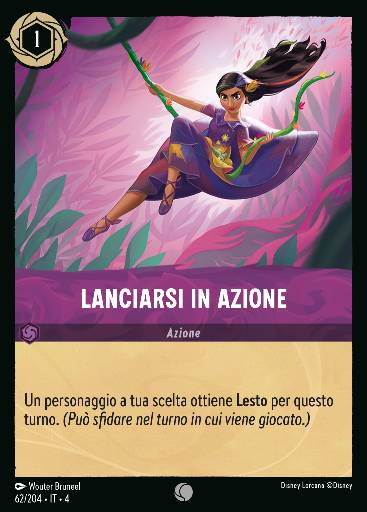 1
LANCIARSI IN AZIONE
Azione
Un personaggio a tua scelta ottiene Lesto per questo
turno. (Può sfidare nel turno in cui viene giocato.)
Wouter Bruneel
Disney Lorcana ©Disney
62/204 • IT • 4